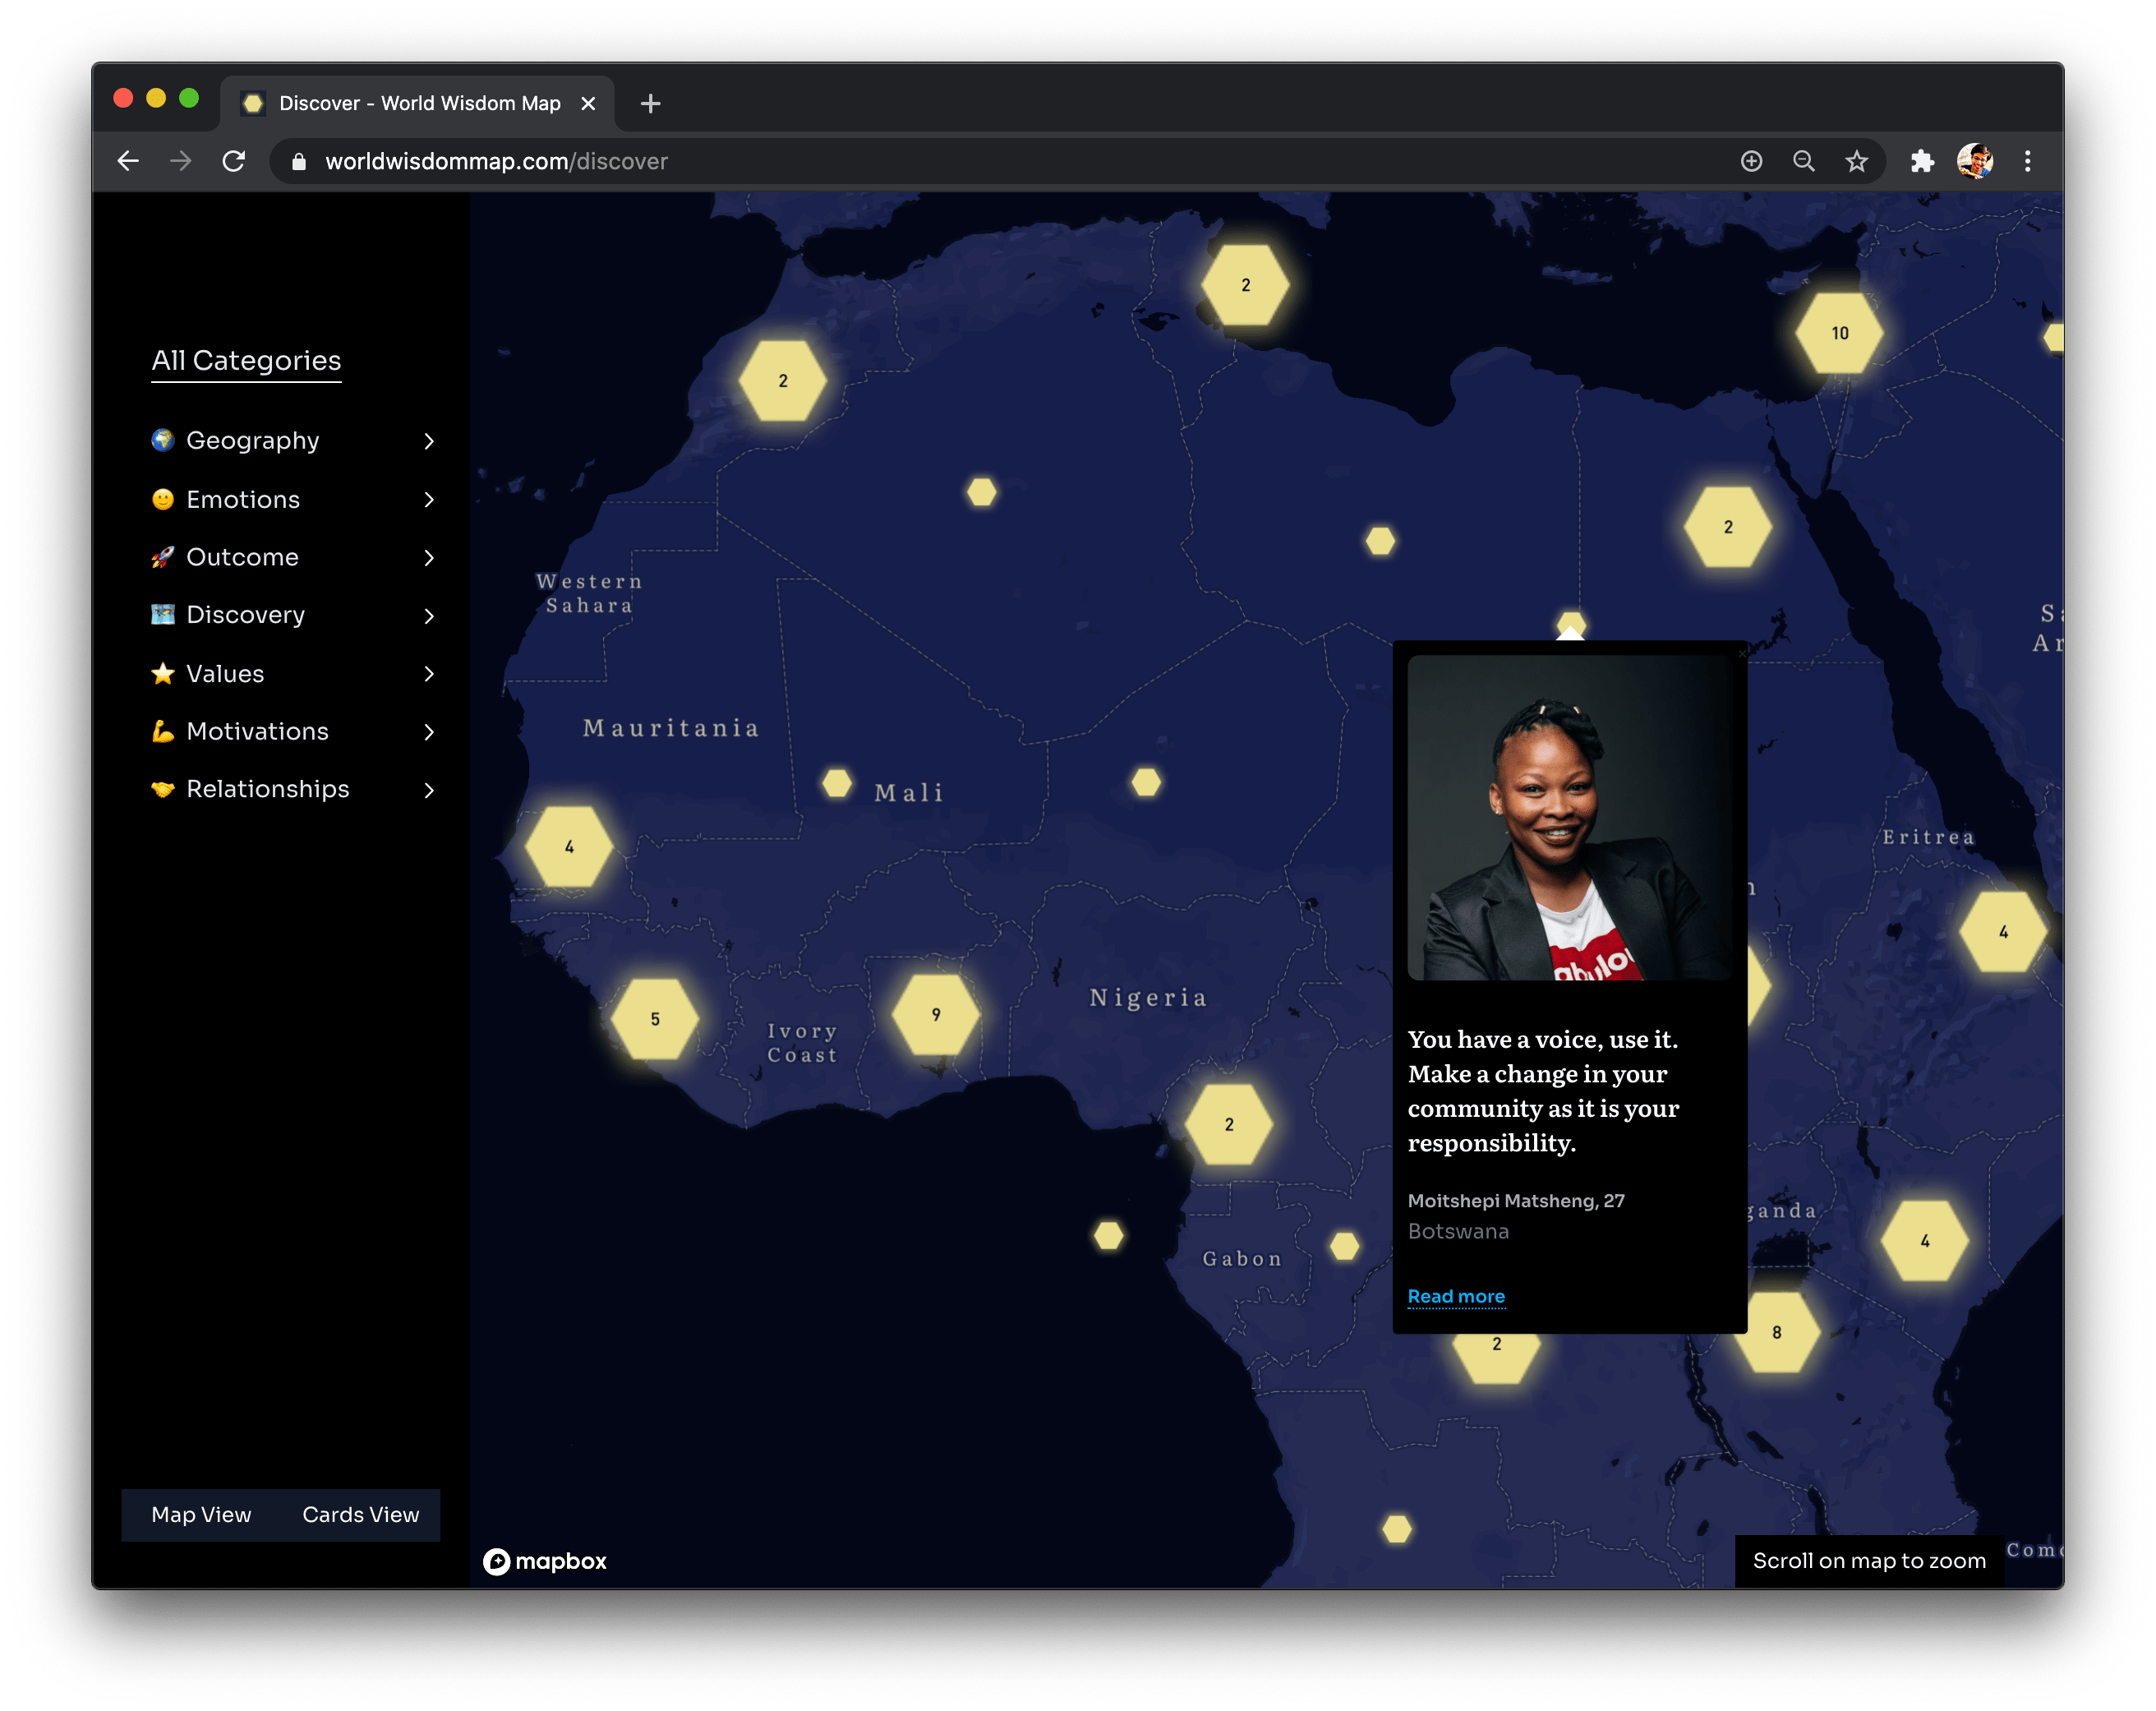 Discover - World Wisdom Map
worldwisdommap.com/discover
All Categories
Geography
Emotions
Outcome
Discovery
Values
Motivations
Relationships
Map View
Cards View
2
10
2
2
Western
Sahara
Mauritania
Mali
4
Eritrea
4
5
9
Ivory
Coast
Nigeria
2
Gabon
ganda
4
8
2
You have a voice, use it.
Make a change in your
community as it is your
responsibility.
Moitshepi Matsheng, 27
Botswana
Read more
mapbox
Scroll on map to zoom